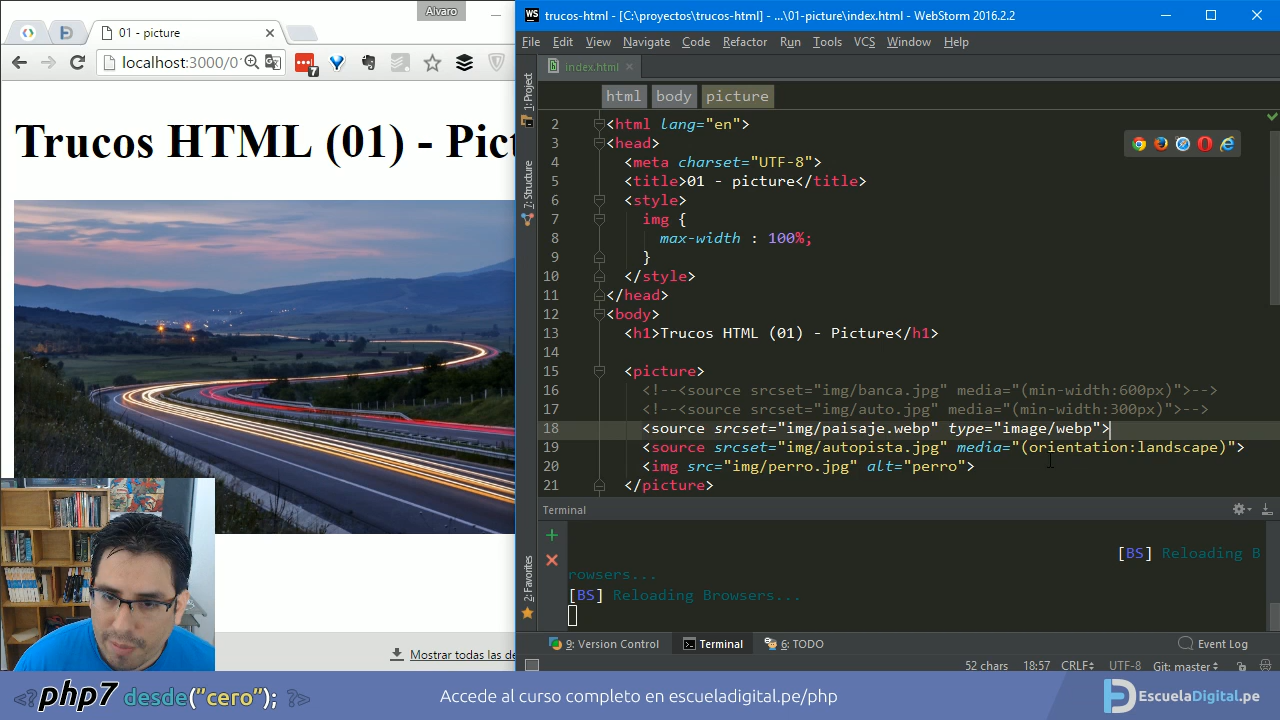 Alvaro
01 - picture
localhost:3000/0
7
Trucos HTML (01) - Pict
Mostrar todas las de
WS trucos-html - [C:\proyectos\trucos-html] - ...\01-picture\index.html - WebStorm 2016.2.2
File Edit View Navigate Code Refactor Run Tools VCS Window Help
index.html
html body picture
1: Project
7: Structure
2: Favorites
2 <html lang="en">
3 <head>
4 <meta charset="UTF-8">
5 <title>01 - picture</title>
6 <style>
7 img {
8 max-width : 100%;
9 }
10 </style>
11 </head>
12 <body>
13 <h1>Trucos HTML (01) - Picture</h1>
14
15 <picture>
16 <!--<source srcset="img/banca.jpg" media="(min-width:600px)">-->
17 <!--<source srcset="img/auto.jpg" media="(min-width:300px)">-->
18 <source srcset="img/paisaje.webp" type="image/webp">
19 <source srcset="img/autopista.jpg" media="(orientation:landscape)">
20 <img src="img/perro.jpg" alt="perro">
21 </picture>
Terminal
[BS] Reloading B
rowsers...
[BS] Reloading Browsers...
9: Version Control Terminal 6: TODO Event Log
52 chars 18:57 CRLF UTF-8 Git: master
<?> php7 desde("cero"); ?>
Accede al curso completo en escueladigital.pe/php
EscuelaDigital.pe